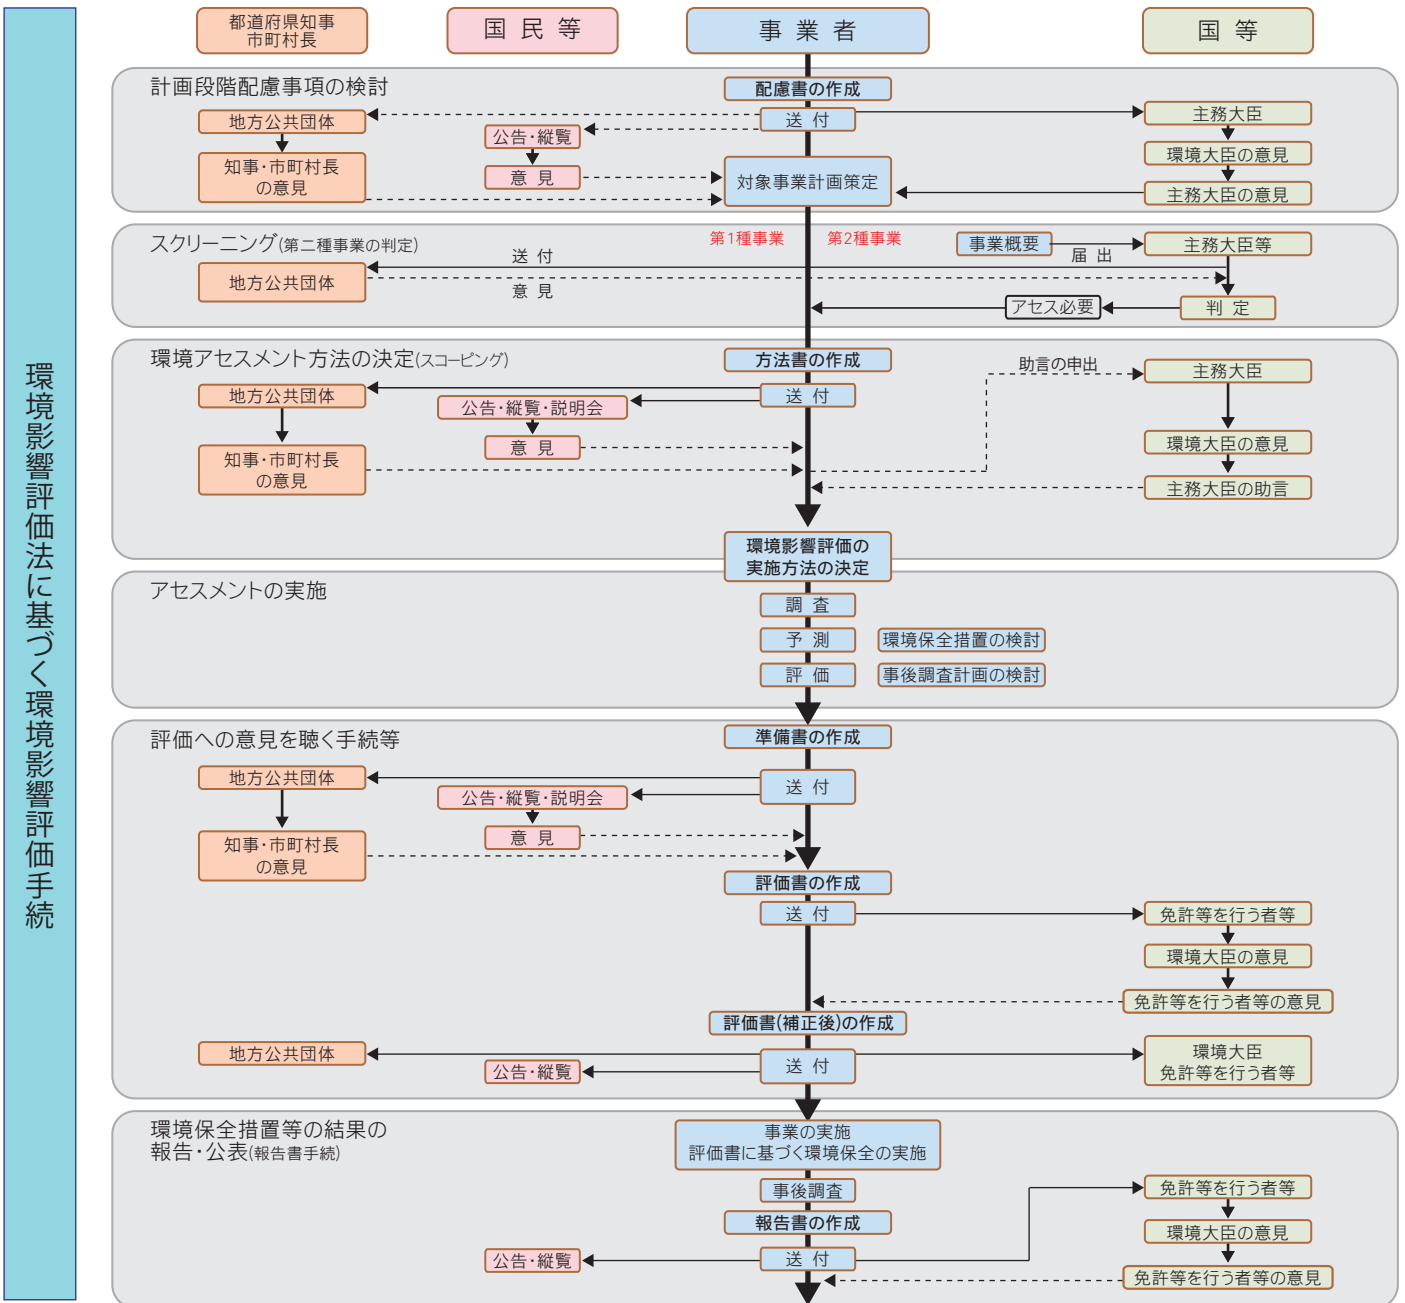 環境影響評価法に基づく環境影響評価手続
都道府県知事
市町村長
国民等
事業者
国等
計画段階配慮事項の検討
配慮書の作成
送付
地方公共団体
公告・縦覧
主務大臣
知事・市町村長
の意見
意見
対象事業計画策定
環境大臣の意見
主務大臣の意見
スクリーニング(第二種事業の判定)
第1種事業
第2種事業
事業概要
届出
主務大臣等
送付
地方公共団体
意見
アセス必要
判定
環境アセスメント方法の決定(スコーピング)
方法書の作成
助言の申出
主務大臣
地方公共団体
送付
公告・縦覧・説明会
意見
知事・市町村長
の意見
環境大臣の意見
主務大臣の助言
環境影響評価の
実施方法の決定
アセスメントの実施
調査
予測
環境保全措置の検討
評価
事後調査計画の検討
評価への意見を聴く手続等
準備書の作成
地方公共団体
送付
公告・縦覧・説明会
意見
知事・市町村長
の意見
評価書の作成
送付
免許等を行う者等
環境大臣の意見
免許等を行う者等の意見
評価書(補正後)の作成
地方公共団体
送付
公告・縦覧
環境大臣
免許等を行う者等
環境保全措置等の結果の
報告・公表(報告書手続)
事業の実施
評価書に基づく環境保全の実施
事後調査
報告書の作成
送付
公告・縦覧
免許等を行う者等
環境大臣の意見
免許等を行う者等の意見